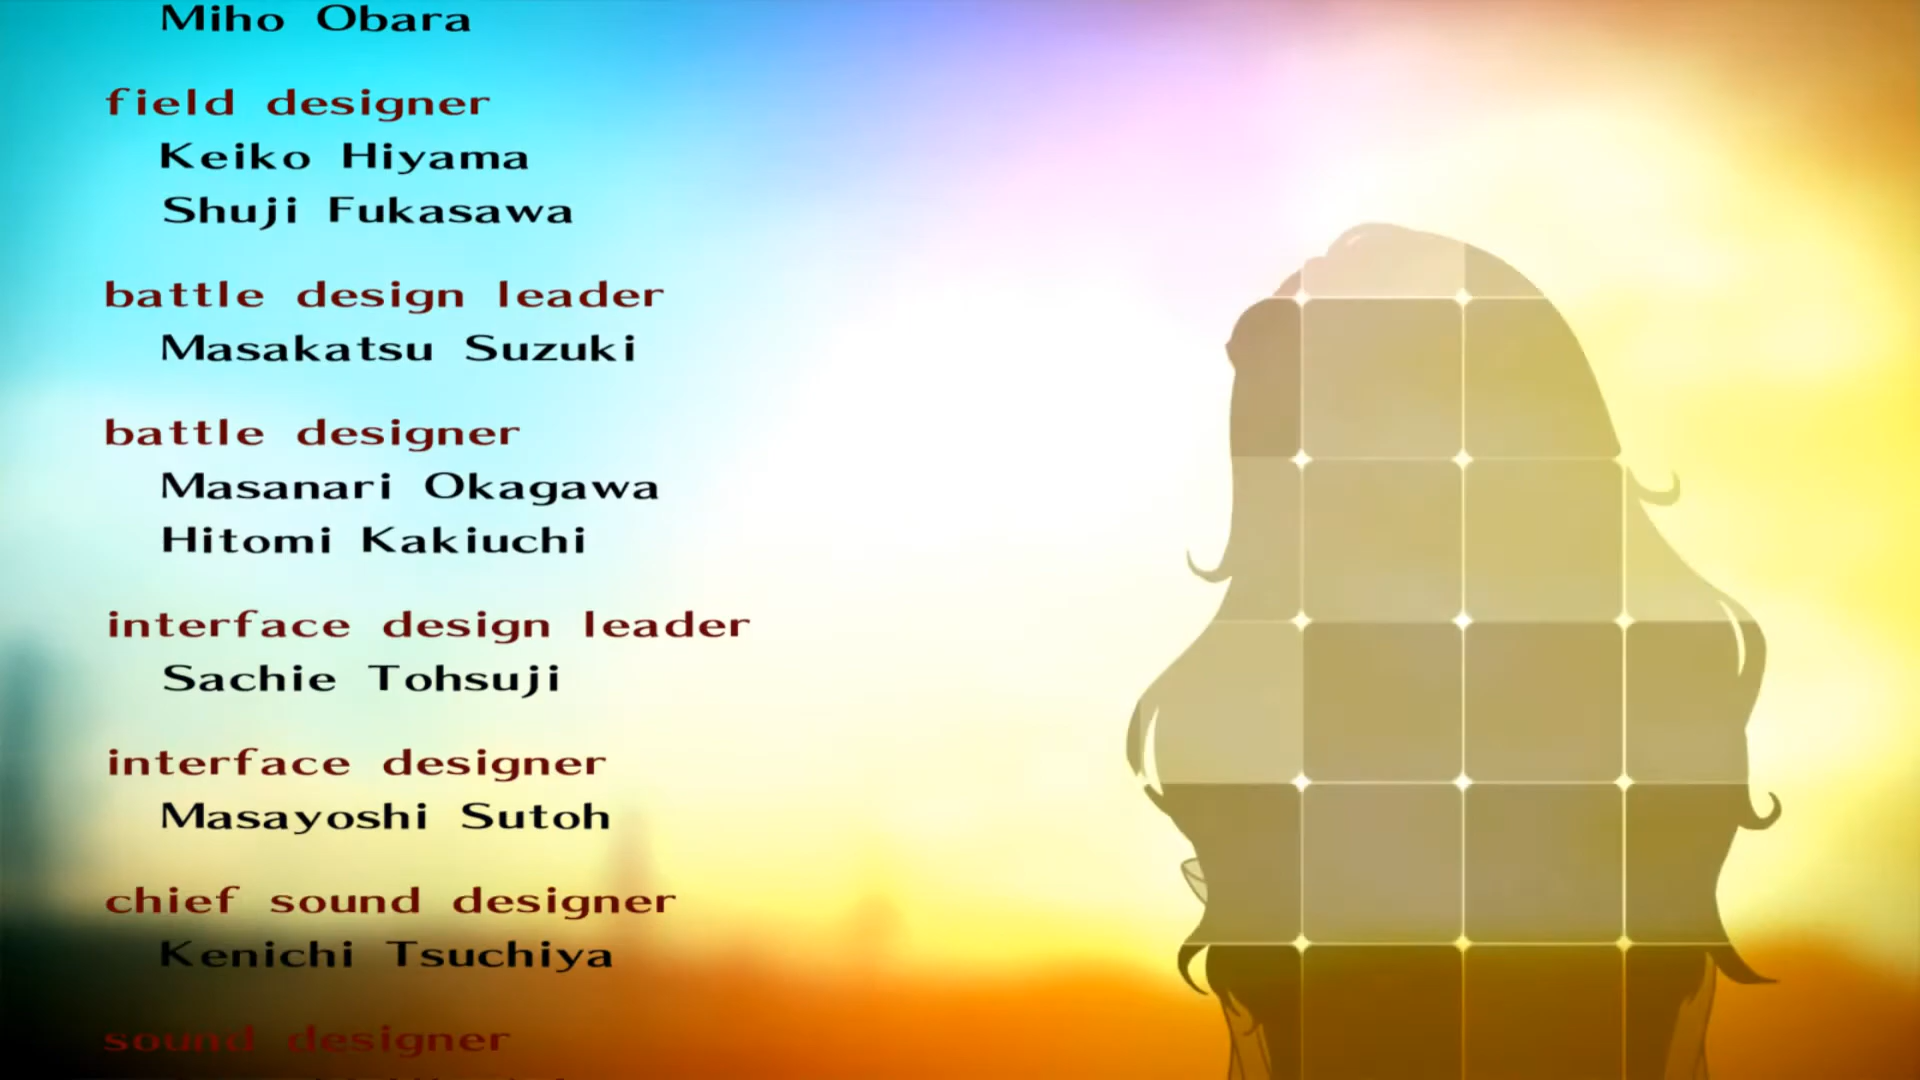 Miho Obara
field designer
Keiko Hiyama
Shuji Fukasawa
battle design leader
Masakatsu Suzuki
battle designer
Masanari Okagawa
Hitomi Kakiuchi
interface design leader
Sachie Tohsuji
interface designer
Masayoshi Sutoh
chief sound designer
Kenichi Tsuchiya
sound designer